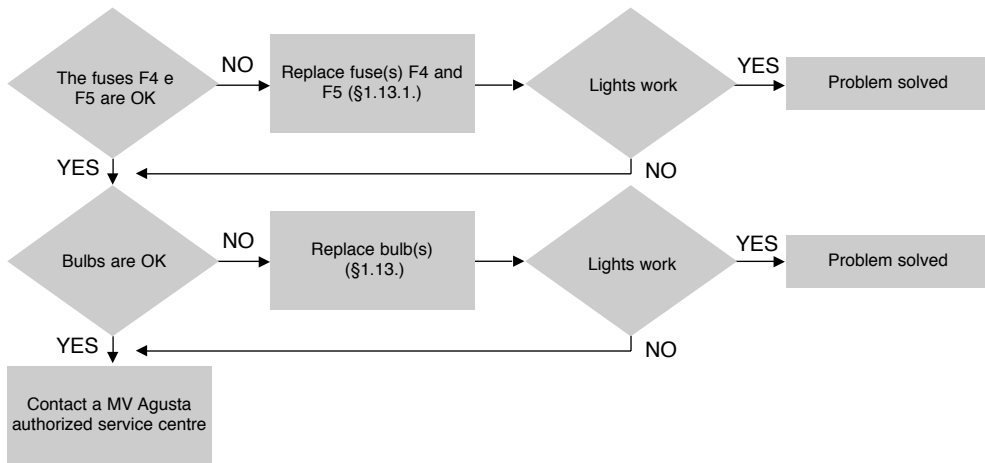 The fuses F4 e
F5 are OK
NO
Replace fuse(s) F4 and
F5 (§1.13.1.)
Lights work
YES
Problem solved
YES
NO
Bulbs are OK
NO
Replace bulb(s)
(§1.13.)
Lights work
YES
Problem solved
YES
NO
Contact a MV Agusta
authorized service centre